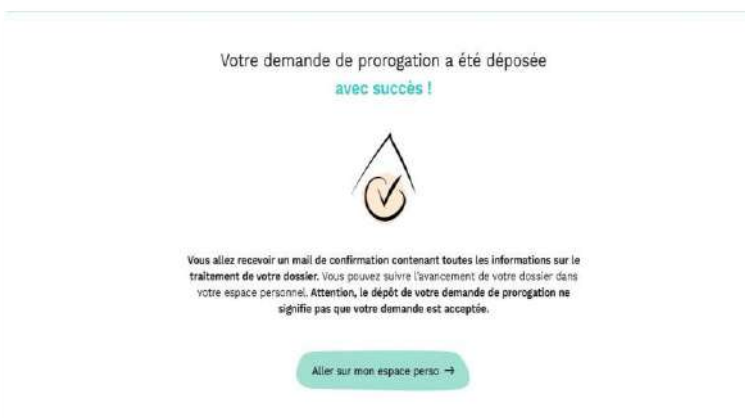 Votre demande de prorogation a été déposée
avec succès !
Vous allez recevoir un mail de confirmation contenant toutes les informations sur le
traitement de votre dossier. Vous pouvez suivre l'avancement de votre dossier dans
votre espace personnel. Attention, le dépôt de votre demande de prorogation ne
signifie pas que votre demande est acceptée.
Aller sur mon espace perso →